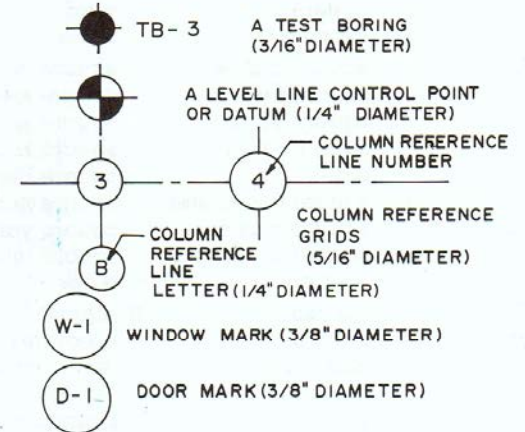 TB-3 A TEST BORING
(3/16" DIAMETER)
A LEVEL LINE CONTROL POINT
OR DATUM (1/4" DIAMETER)
COLUMN REFERENCE
LINE NUMBER
3
4
COLUMN REFERENCE
GRIDS
(5/16" DIAMETER)
B
COLUMN
REFERENCE
LINE
LETTER (1/4" DIAMETER)
W-1 WINDOW MARK (3/8" DIAMETER)
D-1 DOOR MARK (3/8" DIAMETER)